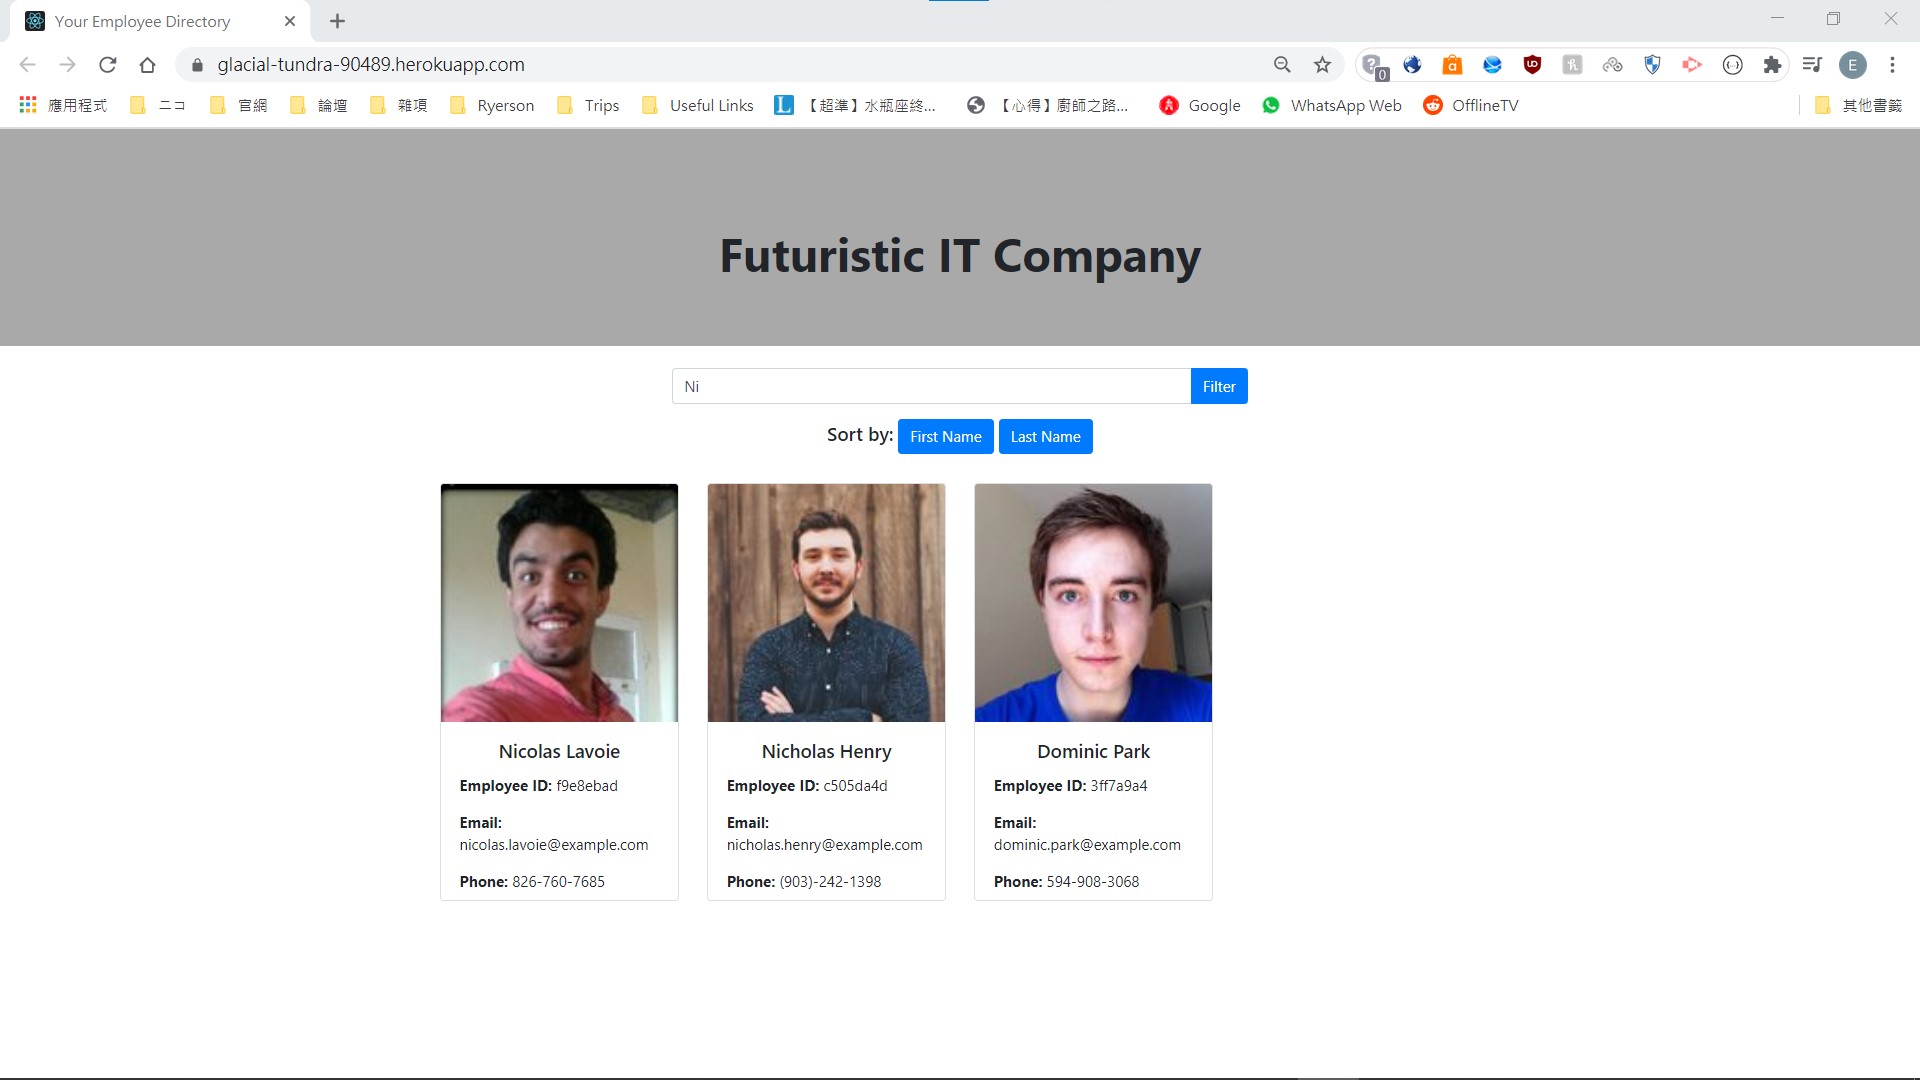 Your Employee Directory
glacial-tundra-90489.herokuapp.com
0
E
應用程式
ニコ
官網
論壇
雜項
Ryerson
Trips
Useful Links
【超準】水瓶座終...
【心得】廚師之路...
Google
WhatsApp Web
OfflineTV
其他書籤
Futuristic IT Company
Ni
Filter
Sort by: First Name Last Name
Nicolas Lavoie
Employee ID: f9e8ebad
Email:
nicolas.lavoie@example.com
Phone: 826-760-7685
Nicholas Henry
Employee ID: c505da4d
Email:
nicholas.henry@example.com
Phone: (903)-242-1398
Dominic Park
Employee ID: 3ff7a9a4
Email:
dominic.park@example.com
Phone: 594-908-3068